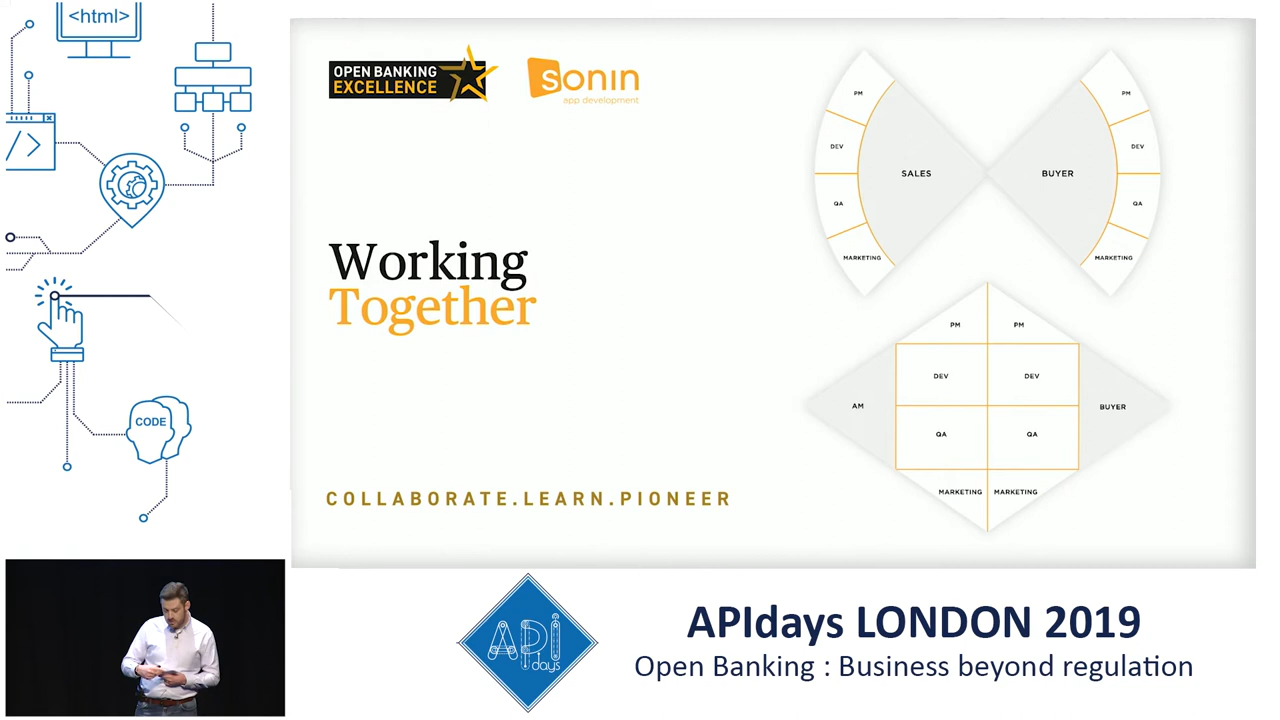 <html>
</>
CODE
OPEN BANKING
EXCELLENCE
sonin
app development
Working
Together
COLLABORATE.LEARN.PIONEER
PM
DEV
SALES
QA
MARKETING
PM
DEV
BUYER
QA
MARKETING
PM
PM
DEV
DEV
AM
BUYER
QA
QA
MARKETING
MARKETING
API
days
APIdays LONDON 2019
Open Banking : Business beyond regulation